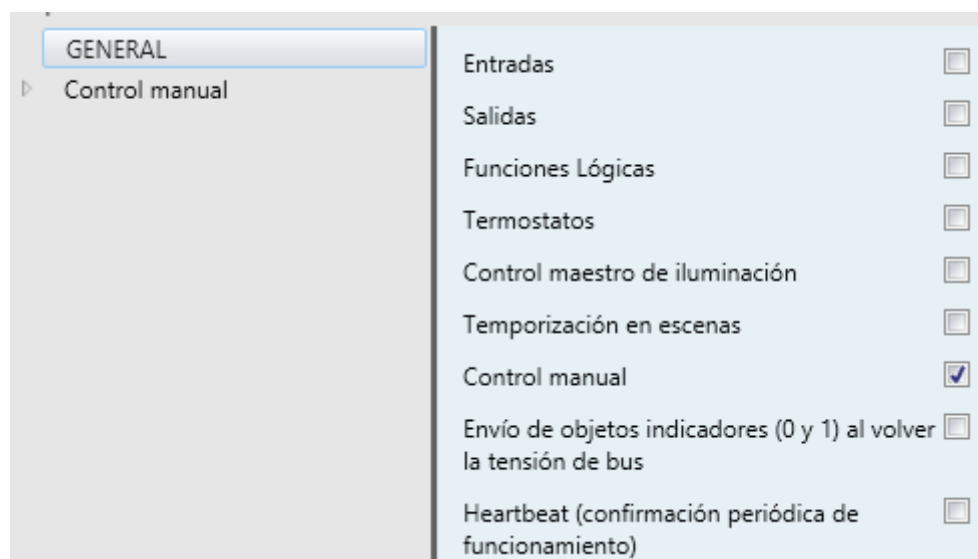 GENERAL
Control manual
Entradas
Salidas
Funciones Lógicas
Termostatos
Control maestro de iluminación
Temporización en escenas
Control manual
Envío de objetos indicadores (0 y 1) al volver
la tensión de bus
Heartbeat (confirmación periódica de
funcionamiento)